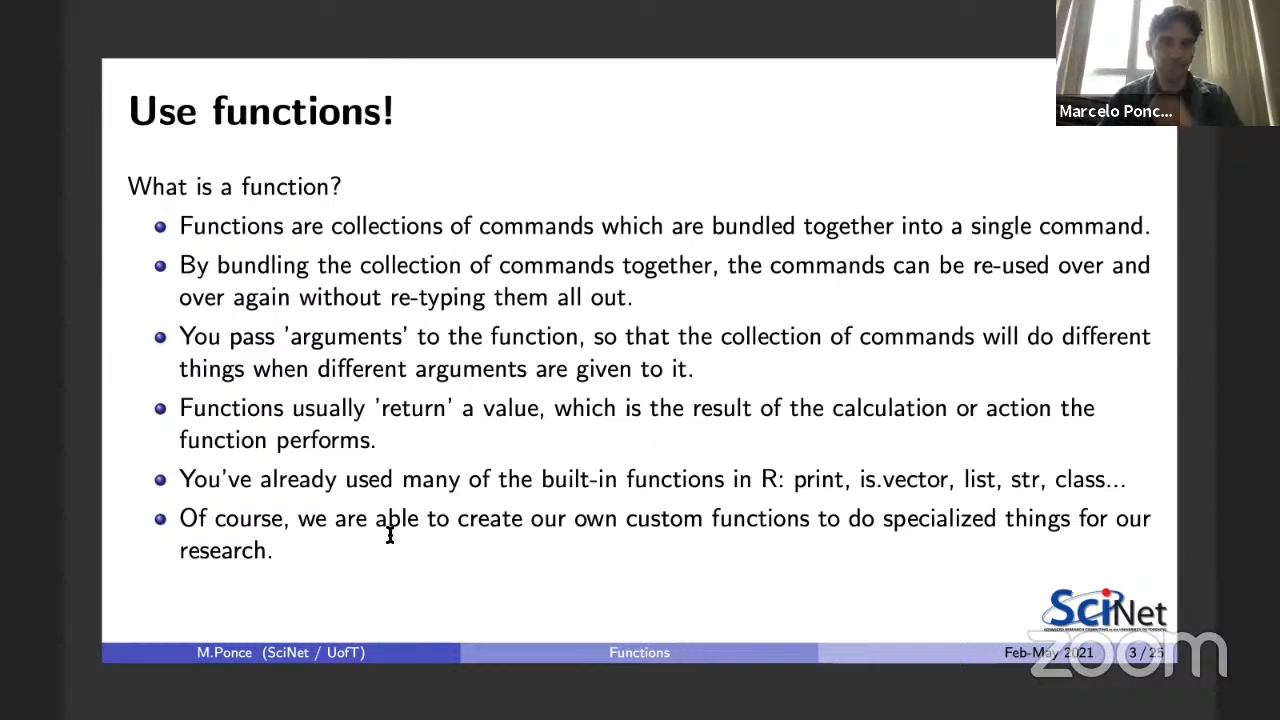 Use functions!
Marcelo Ponc...
What is a function?
Functions are collections of commands which are bundled together into a single command.
By bundling the collection of commands together, the commands can be re-used over and
over again without re-typing them all out.
You pass 'arguments' to the function, so that the collection of commands will do different
things when different arguments are given to it.
Functions usually 'return' a value, which is the result of the calculation or action the
function performs.
You've already used many of the built-in functions in R: print, is.vector, list, str, class...
Of course, we are able to create our own custom functions to do specialized things for our
research.
SciNet
M.Ponce (SciNet / UofT)
Functions
Feb-May 2021
3 / 25
zoom